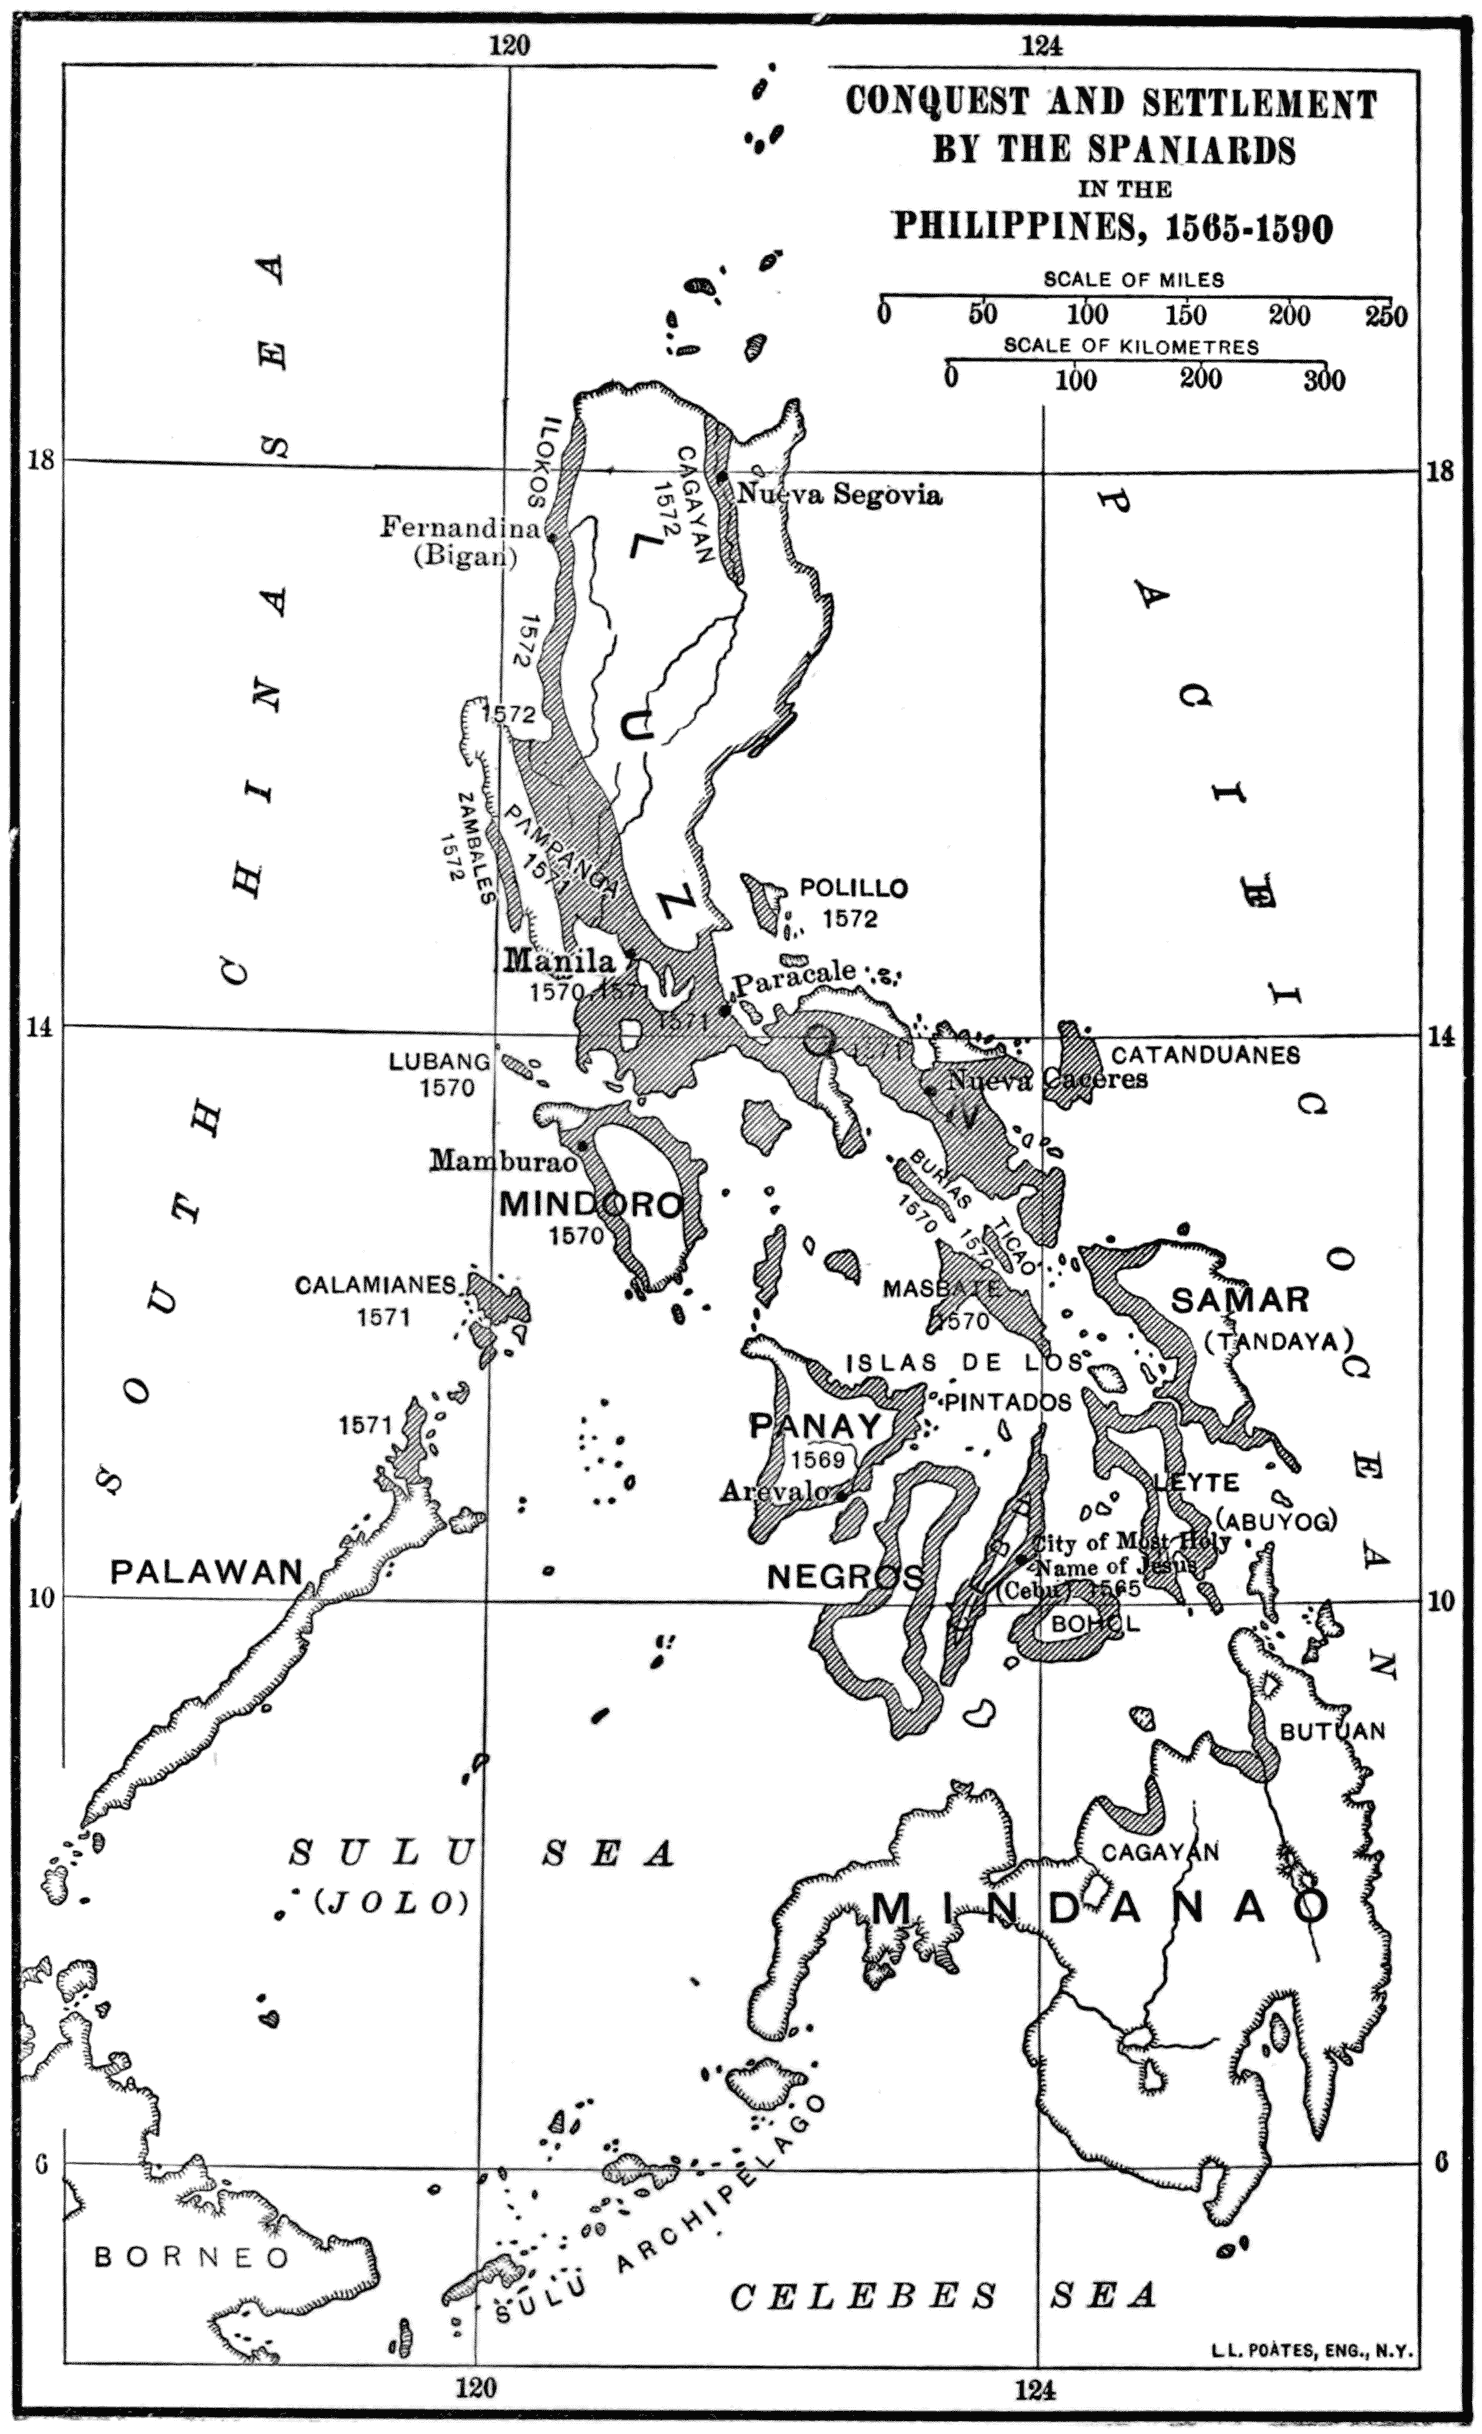 120
124
CONQUEST AND SETTLEMENT
BY THE SPANIARDS
IN THE
PHILIPPINES, 1565-1590
SCALE OF MILES
0 50 100 150 200 250
SCALE OF KILOMETRES
0 100 200 300
SOUTH CHINA SEA
PACIFIC OCEAN
18
18
ILOKOS
CAGAYAN
1572
Nueva Segovia
Fernandina
(Bigan)
1572
1572
LUZON
ZAMBALES
1572
PAMPANGA
1571
POLILLO
1572
Manila
1570, 1571
Paracale
1571
14
14
1571
LUBANG
1570
CATANDUANES
Nueva Caceres
Mamburao
MINDORO
1570
BURIAS
1570
TICAO
1570
CALAMIANES
1571
MASBATE
1570
SAMAR
(TANDAYA)
ISLAS DE LOS
PINTADOS
1571
PANAY
1569
Arevalo
LEYTE
(ABUYOG)
City of Most Holy
Name of Jesus
(Cebu) 1565
PALAWAN
NEGROS
10
10
BOHOL
BUTUAN
CAGAYAN
SULU SEA
(JOLO)
MINDANAO
6
6
SULU ARCHIPELAGO
BORNEO
CELEBES SEA
L.L. POATES, ENG., N.Y.
120
124